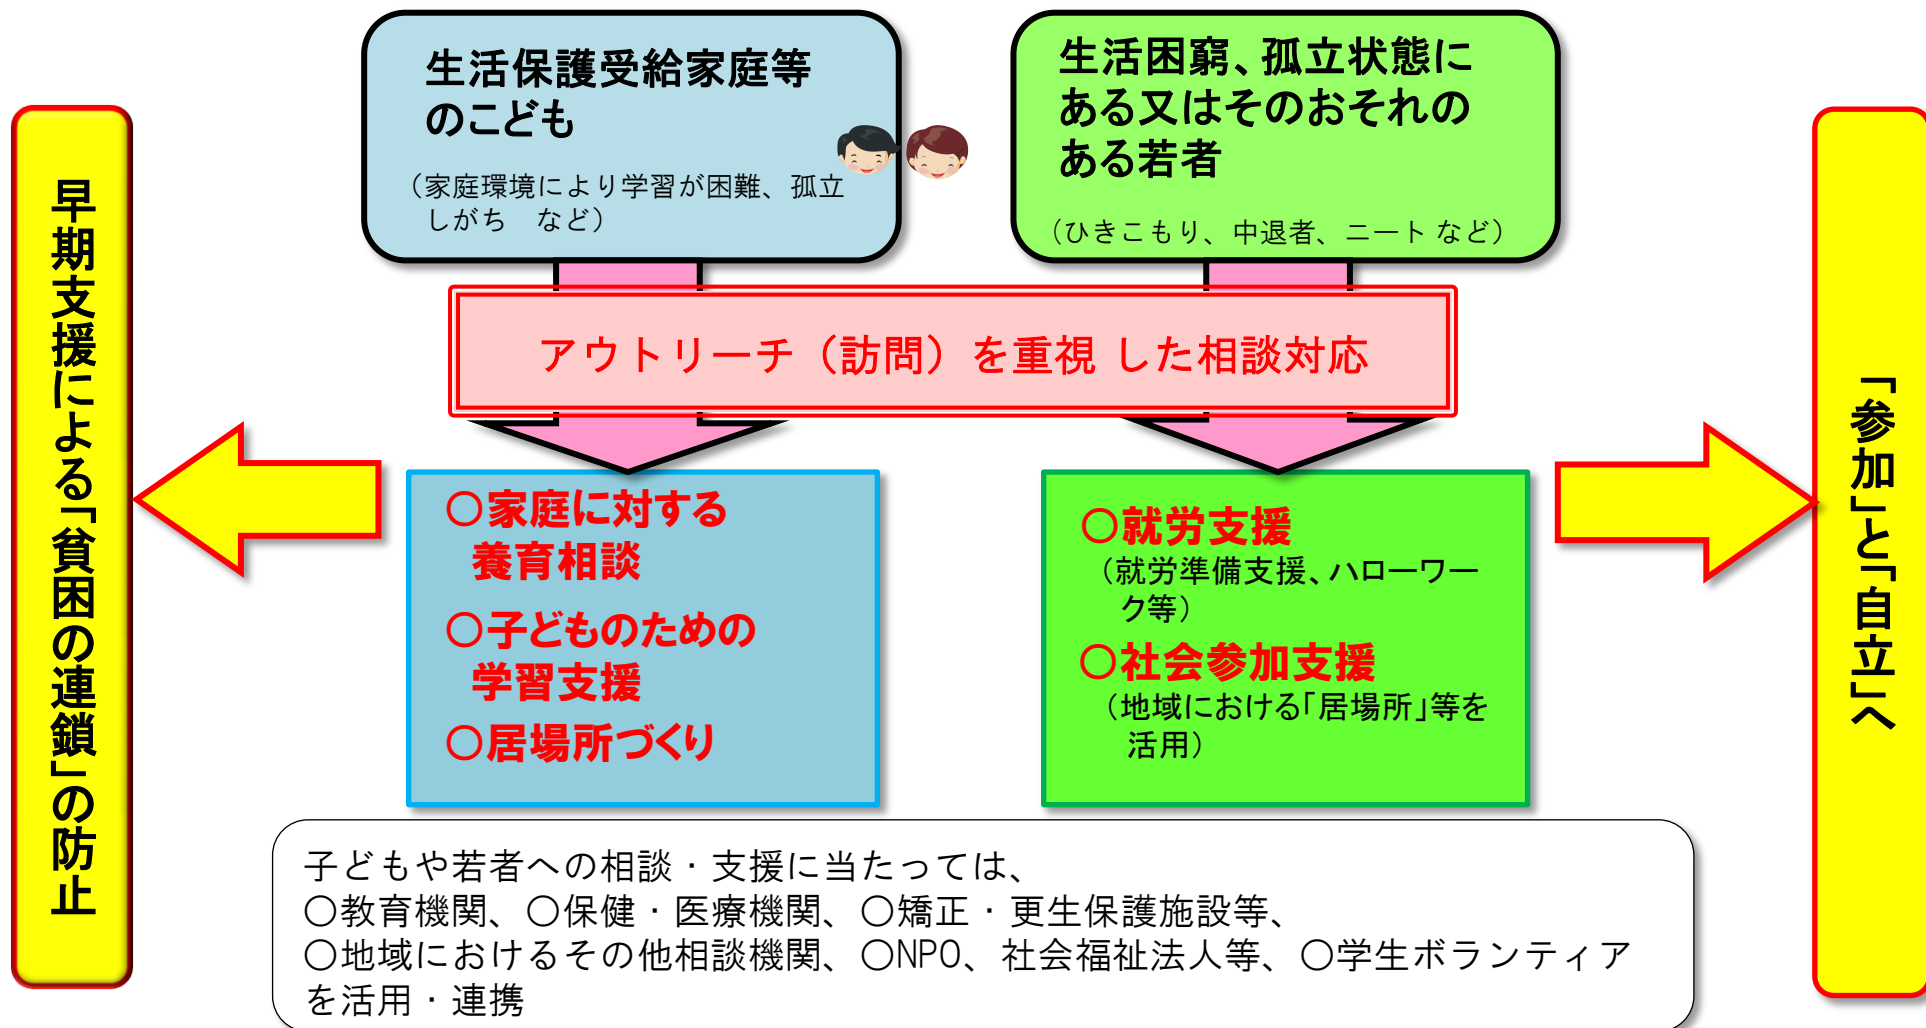 生活保護受給家庭等
のこども
（家庭環境により学習が困難、孤立
しがち　など）
生活困窮、孤立状態に
ある又はそのおそれの
ある若者
（ひきこもり、中退者、ニート など）
アウトリーチ（訪問）を重視 した相談対応
早期支援による「貧困の連鎖」の防止
○家庭に対する
養育相談
○子どものための
学習支援
○居場所づくり
○就労支援
（就労準備支援、ハローワー
ク等）
○社会参加支援
（地域における「居場所」等を
活用）
「参加」と「自立」へ
子どもや若者への相談・支援に当たっては、
○教育機関、○保健・医療機関、○矯正・更生保護施設等、
○地域におけるその他相談機関、○NPO、社会福祉法人等、○学生ボランティア
を活用・連携